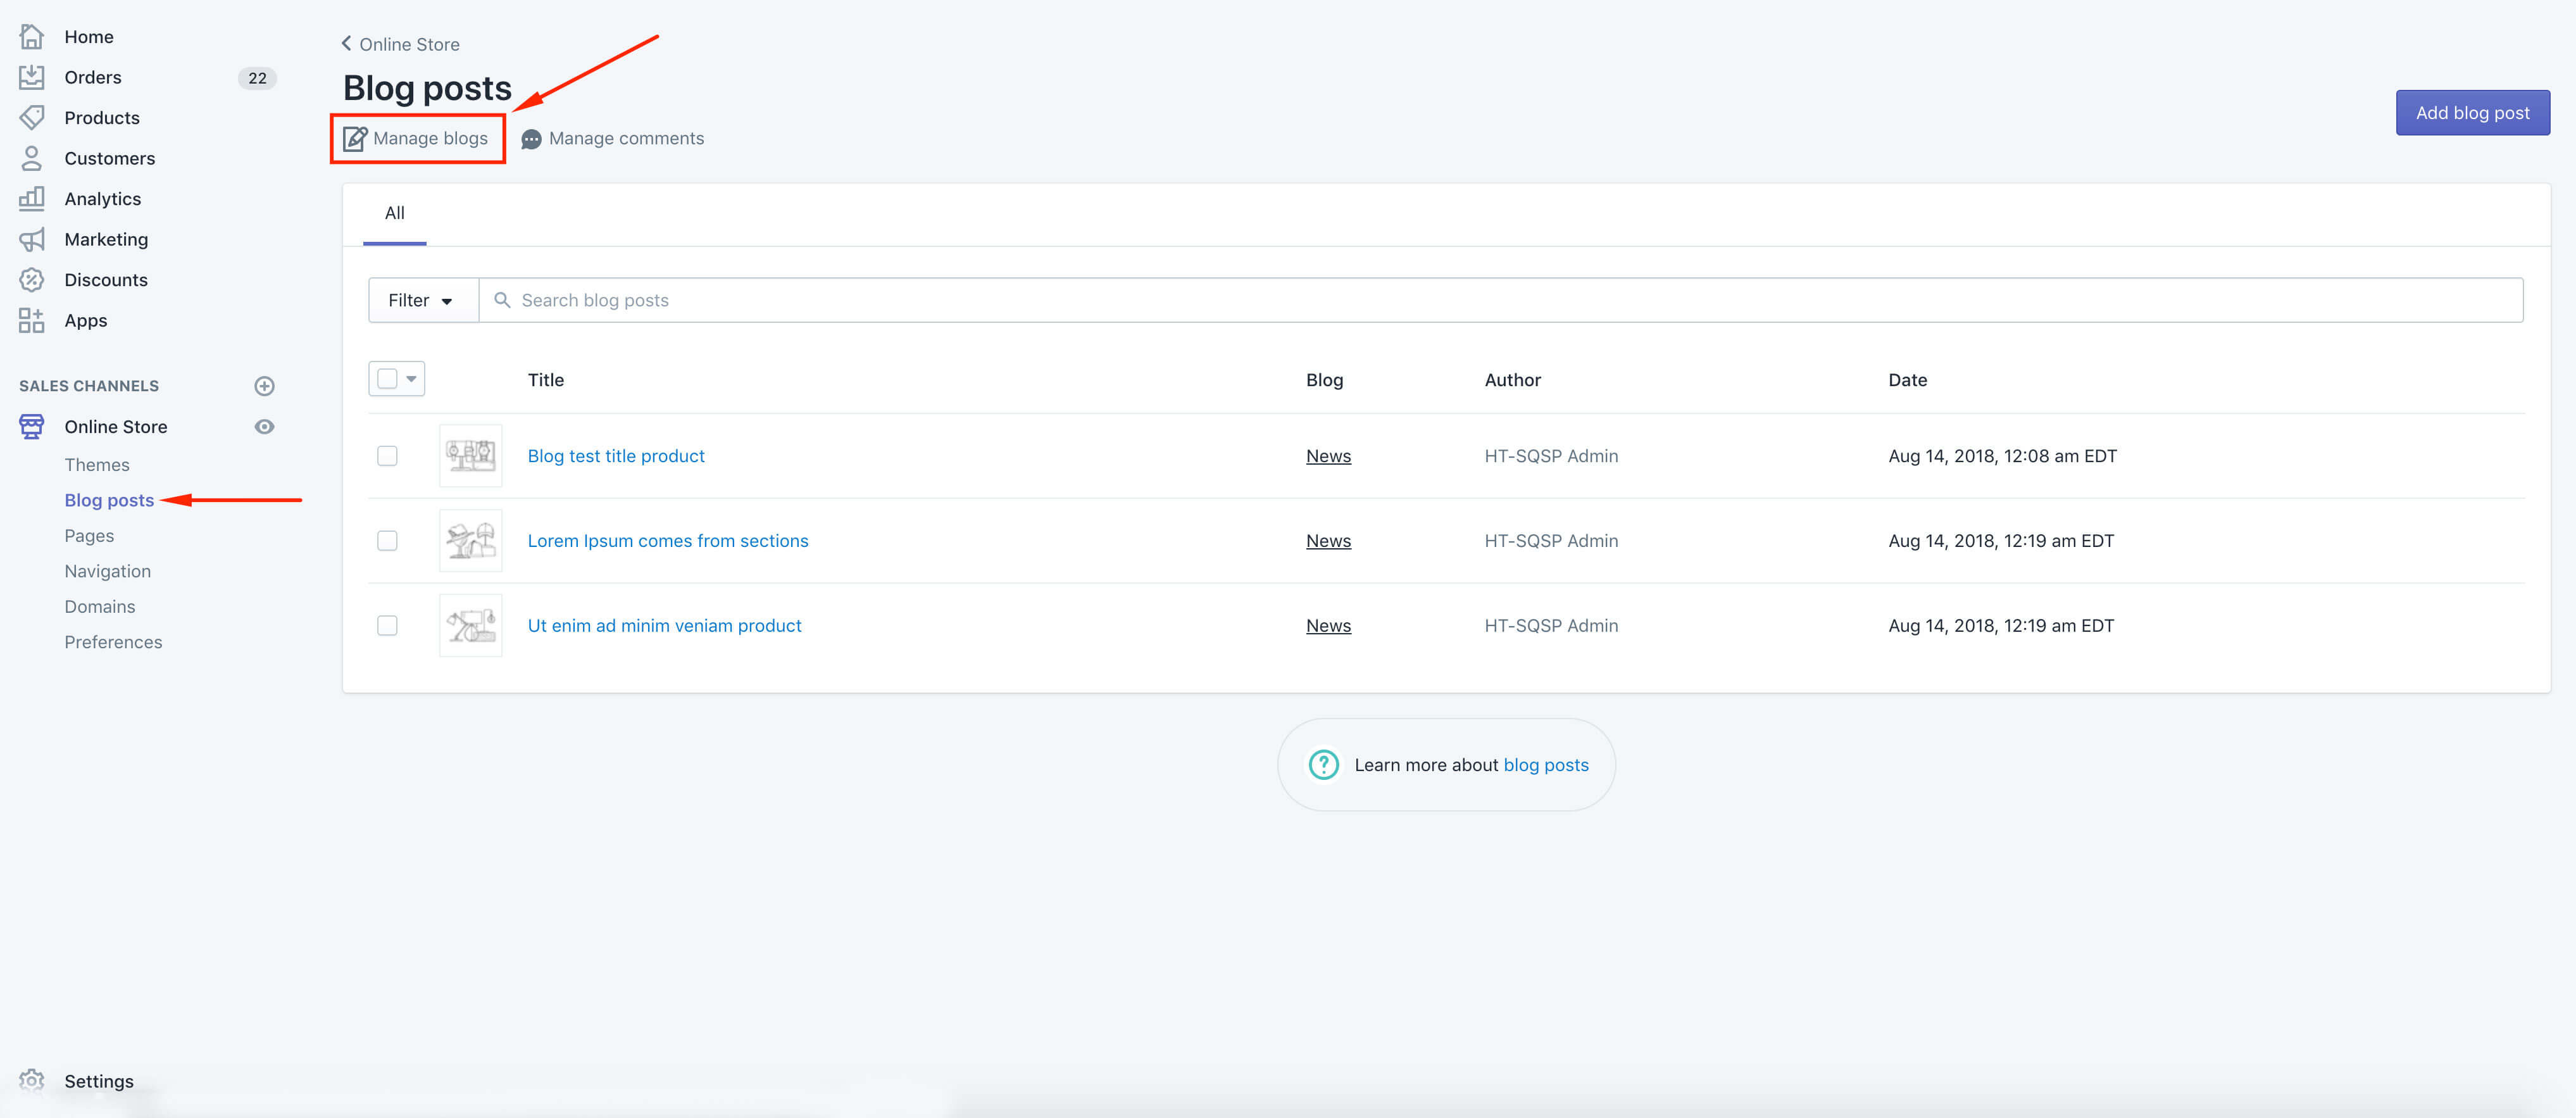 Home
Orders 22
Products
Customers
Analytics
Marketing
Discounts
Apps
SALES CHANNELS
Online Store
Themes
Blog posts
Pages
Navigation
Domains
Preferences
Settings
Online Store
Blog posts
Manage blogs Manage comments
Add blog post
All
Filter Search blog posts
Title Blog Author Date
Blog test title product News HT-SQSP Admin Aug 14, 2018, 12:08 am EDT
Lorem Ipsum comes from sections News HT-SQSP Admin Aug 14, 2018, 12:19 am EDT
Ut enim ad minim veniam product News HT-SQSP Admin Aug 14, 2018, 12:19 am EDT
Learn more about blog posts